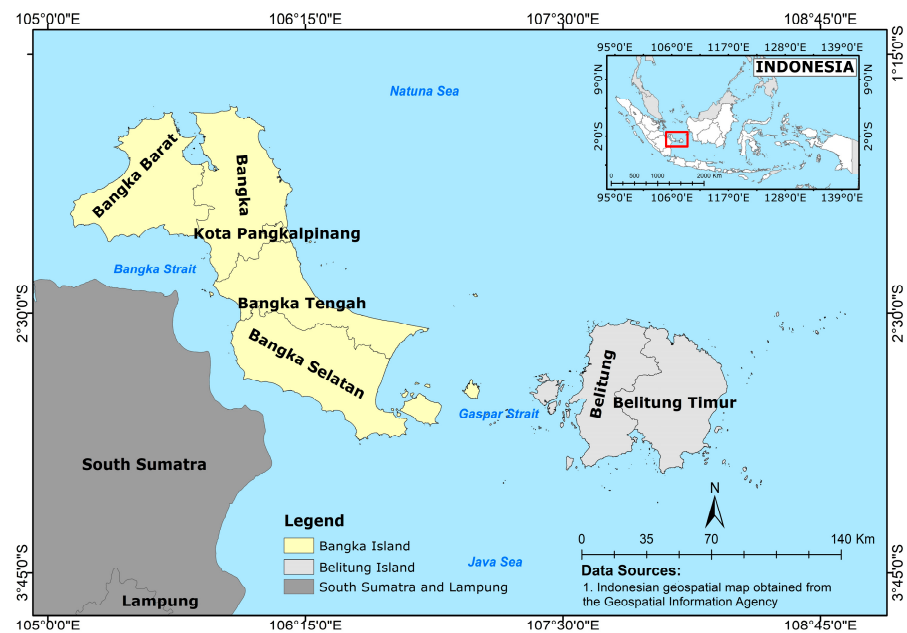 105°0'0"E 106°15'0"E 107°30'0"E 108°45'0"E
1°15'0"S
2°30'0"S
3°45'0"S
2°30'0"S
3°45'0"S
95°0'E 106°0'E 117°0'E 128°0'E 139°0'E
INDONESIA
9°0'N
2°0'S
9°0'N
2°0'S
0 500 1000 2000 Km
95°0'E 106°0'E 117°0'E 128°0'E 139°0'E
Natuna Sea
Bangka Barat
Bangka
Kota Pangkalpinang
Bangka Strait
Bangka Tengah
Bangka Selatan
Belitung
Belitung Timur
Gaspar Strait
South Sumatra
Lampung
Java Sea
Legend
Bangka Island
Belitung Island
South Sumatra and Lampung
N
0 35 70 140 Km
Data Sources:
1. Indonesian geospatial map obtained from
the Geospatial Information Agency
105°0'0"E 106°15'0"E 107°30'0"E 108°45'0"E